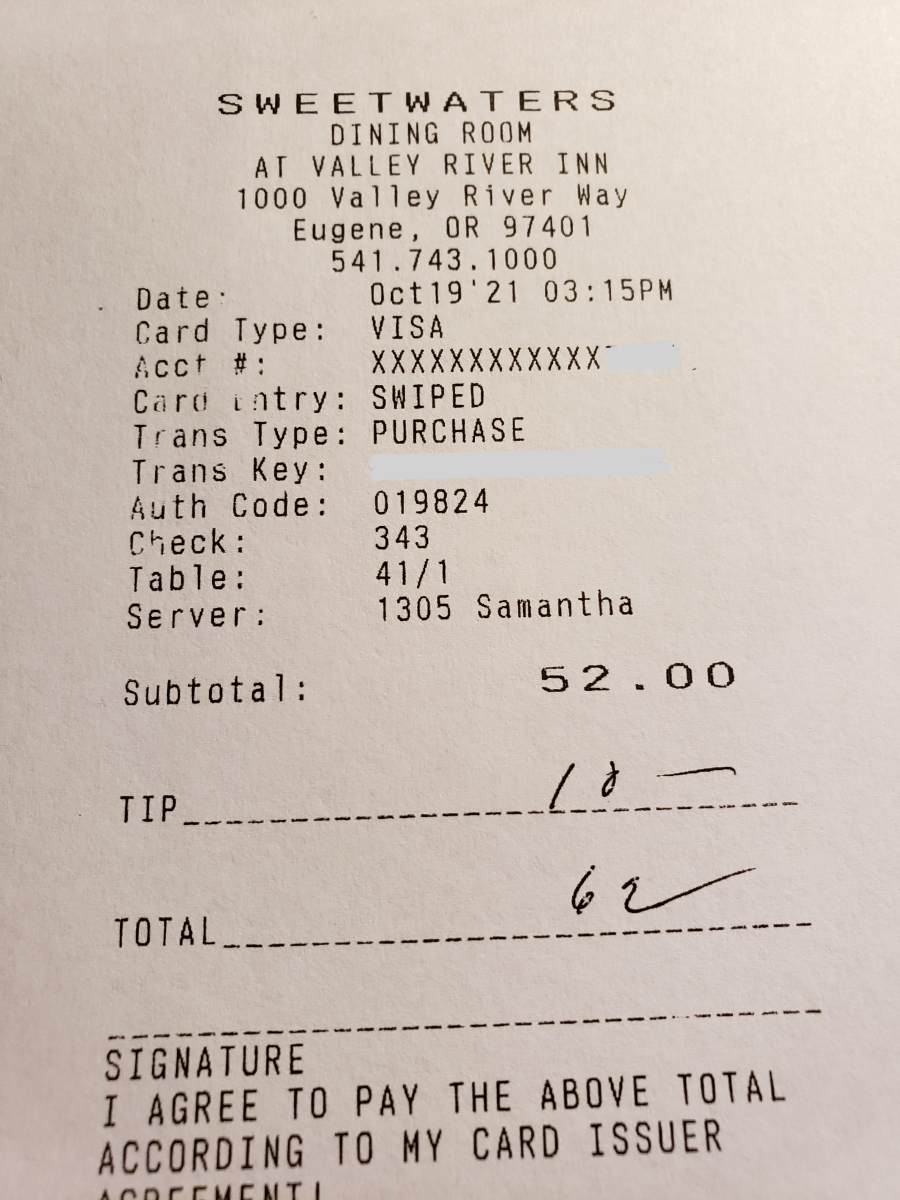 SWEETWATERS
DINING ROOM
AT VALLEY RIVER INN
1000 Valley River Way
Eugene, OR 97401
541.743.1000
Date: Oct19'21 03:15PM
Card Type: VISA
Acct #: XXXXXXXXXXXX
Card Entry: SWIPED
Trans Type: PURCHASE
Trans Key:
Auth Code: 019824
Check: 343
Table: 41/1
Server: 1305 Samantha
Subtotal: 52.00
TIP 10 —
TOTAL 62
SIGNATURE
I AGREE TO PAY THE ABOVE TOTAL
ACCORDING TO MY CARD ISSUER
AGREEMENT!